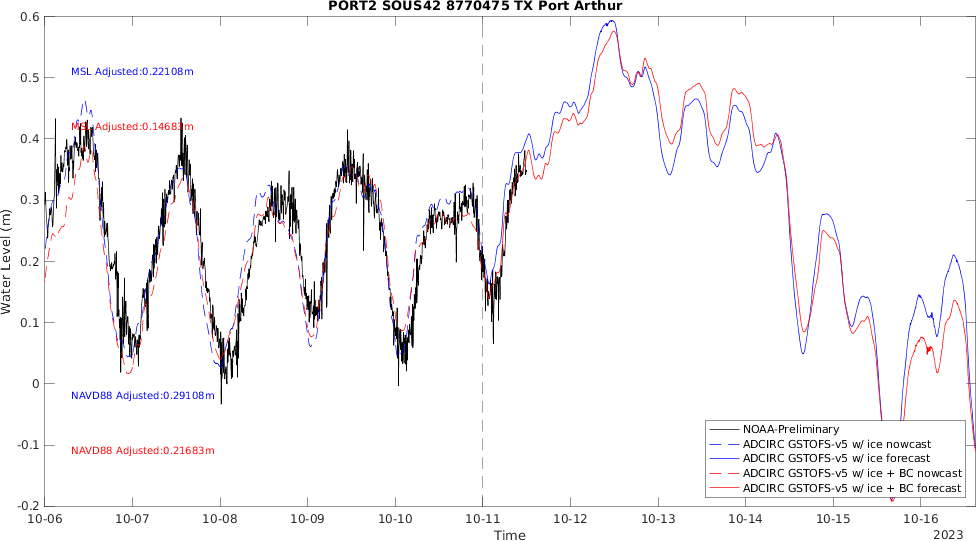 PORT2 SOUS42 8770475 TX Port Arthur
0.6
0.5
0.4
0.3
0.2
0.1
0
-0.1
-0.2
Water Level (m)
MSL Adjusted:0.22108m
MSL Adjusted:0.14683m
NAVD88 Adjusted:0.29108m
NAVD88 Adjusted:0.21683m
NOAA-Preliminary
ADCIRC GSTOFS-v5 w/ ice nowcast
ADCIRC GSTOFS-v5 w/ ice forecast
ADCIRC GSTOFS-v5 w/ ice + BC nowcast
ADCIRC GSTOFS-v5 w/ ice + BC forecast
10-06 10-07 10-08 10-09 10-10 10-11 10-12 10-13 10-14 10-15 10-16
Time
2023